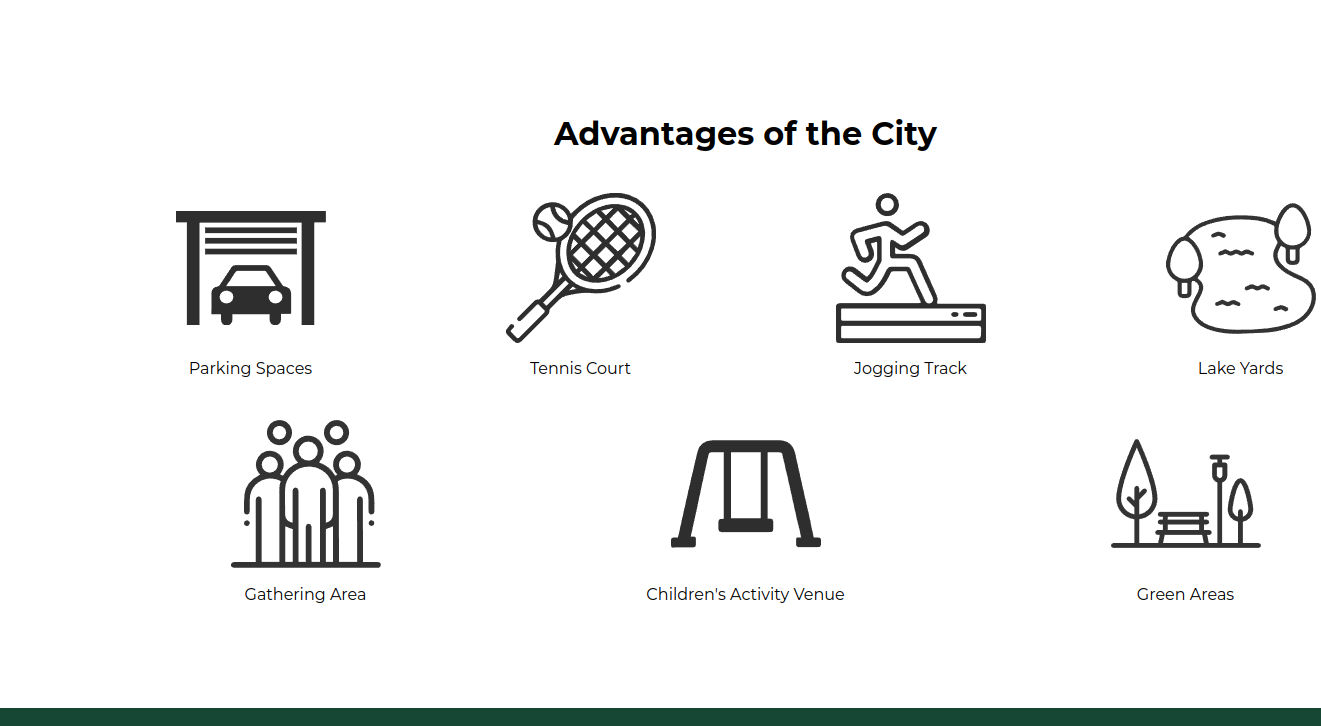 Advantages of the City
Parking Spaces
Tennis Court
Jogging Track
Lake Yards
Gathering Area
Children's Activity Venue
Green Areas